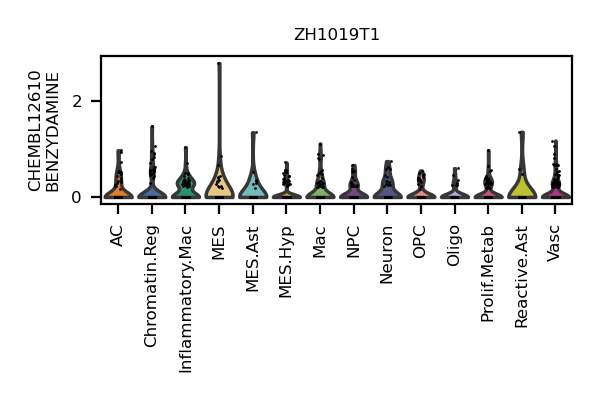 ZH1019T1
CHEMBL12610
BENZYDAMINE
2
0
AC
Chromatin.Reg
Inflammatory.Mac
MES
MES.Ast
MES.Hyp
Mac
NPC
Neuron
OPC
Oligo
Prolif.Metab
Reactive.Ast
Vasc